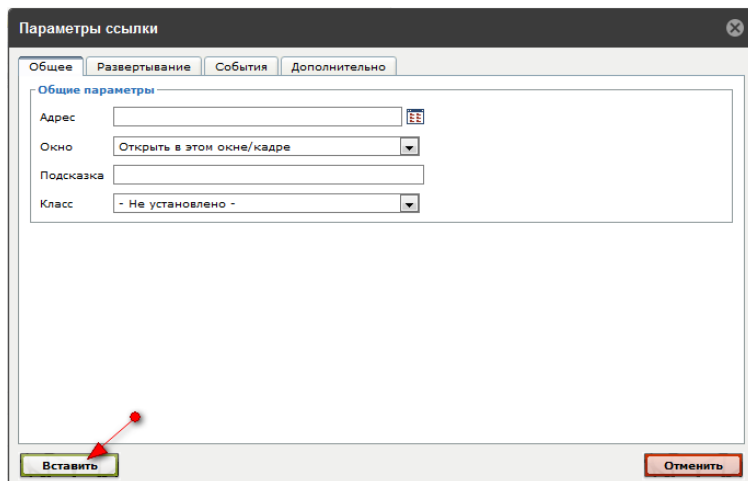 Параметры ссылки
Общее Развертывание События Дополнительно
Общие параметры
Адрес
Окно Открыть в этом окне/кадре
Подсказка
Класс - Не установлено -
Вставить Отменить